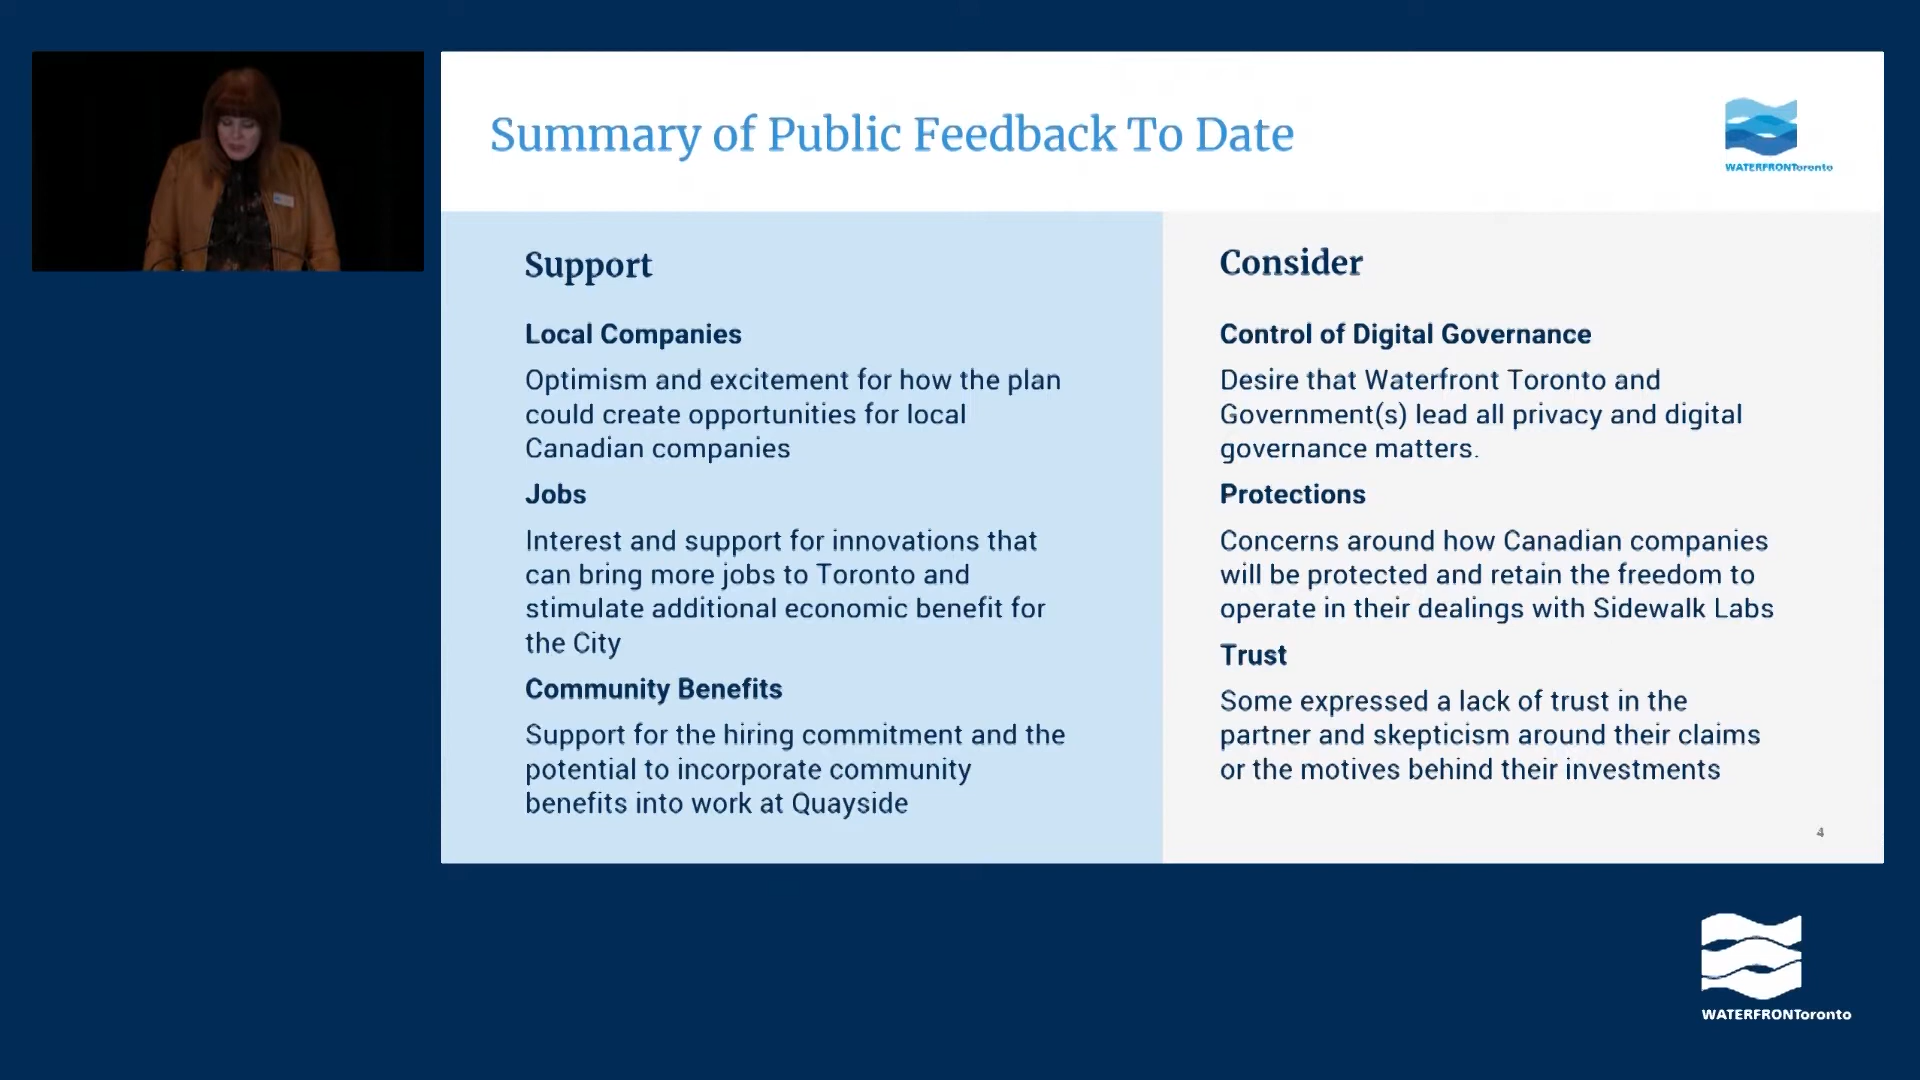 Summary of Public Feedback To Date
WATERFRONToronto
Support
Local Companies
Optimism and excitement for how the plan
could create opportunities for local
Canadian companies
Jobs
Interest and support for innovations that
can bring more jobs to Toronto and
stimulate additional economic benefit for
the City
Community Benefits
Support for the hiring commitment and the
potential to incorporate community
benefits into work at Quayside
Consider
Control of Digital Governance
Desire that Waterfront Toronto and
Government(s) lead all privacy and digital
governance matters.
Protections
Concerns around how Canadian companies
will be protected and retain the freedom to
operate in their dealings with Sidewalk Labs
Trust
Some expressed a lack of trust in the
partner and skepticism around their claims
or the motives behind their investments
4
WATERFRONToronto